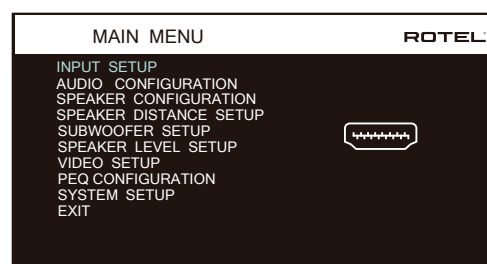 MAIN MENU ROTEL
INPUT SETUP
AUDIO CONFIGURATION
SPEAKER CONFIGURATION
SPEAKER DISTANCE SETUP
SUBWOOFER SETUP
SPEAKER LEVEL SETUP
VIDEO SETUP
PEQ CONFIGURATION
SYSTEM SETUP
EXIT